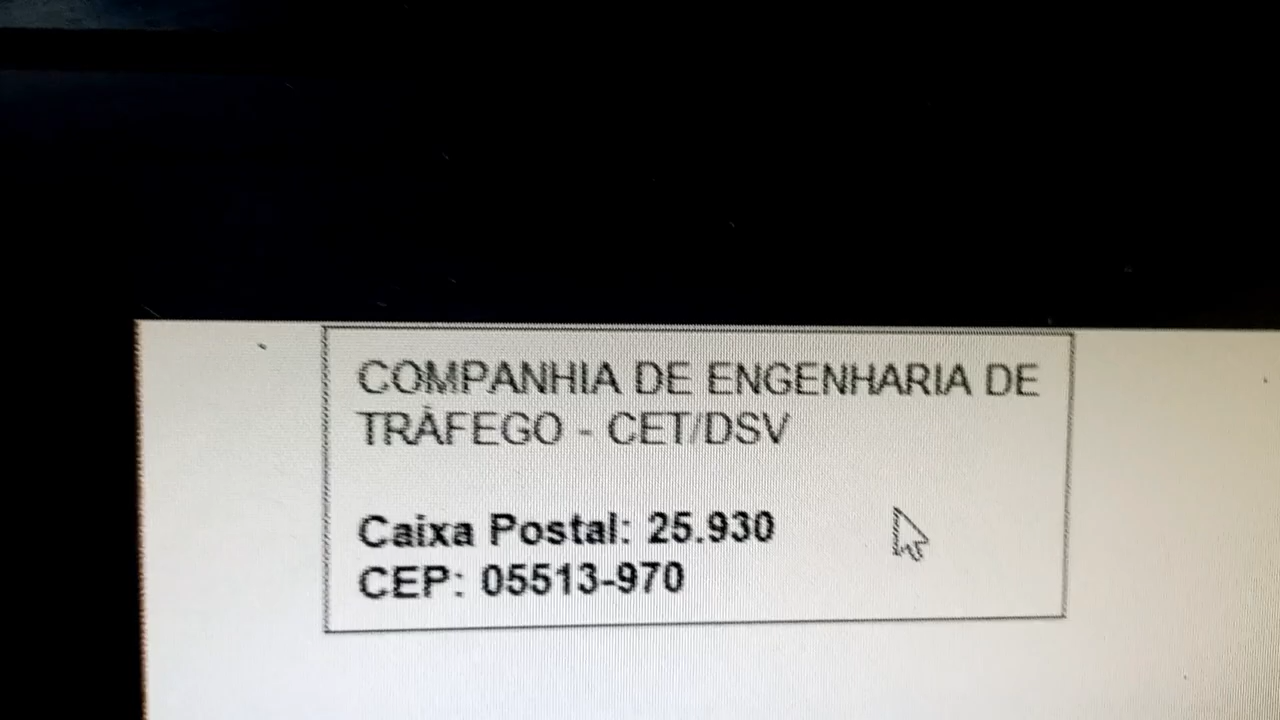 COMPANHIA DE ENGENHARIA DE
TRÁFEGO - CET/DSV
Caixa Postal: 25.930
CEP: 05513-970